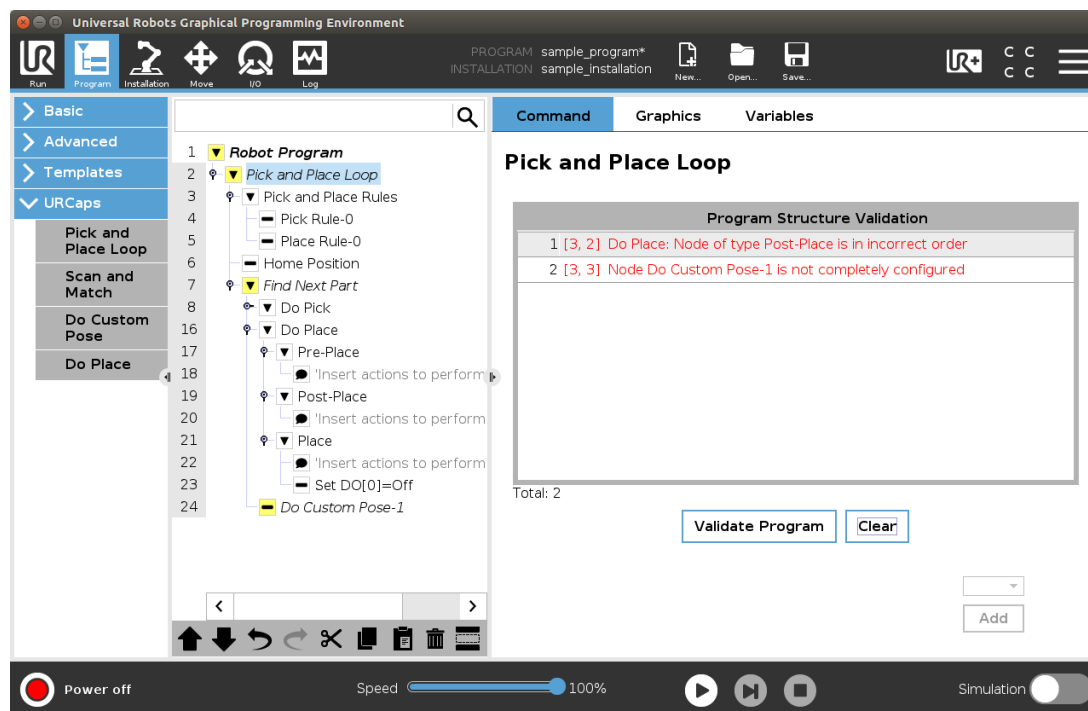 Universal Robots Graphical Programming Environment
PROGRAM sample_program*
INSTALLATION sample_installation
Run Program Installation Move I/O Log New... Open... Save...
UR UR+ C C
C C
Basic
Advanced
Templates
URCaps
Pick and
Place Loop
Scan and
Match
Do Custom
Pose
Do Place
1 Robot Program
2 Pick and Place Loop
3 Pick and Place Rules
4 Pick Rule-0
5 Place Rule-0
6 Home Position
7 Find Next Part
8 Do Pick
16 Do Place
17 Pre-Place
18 'Insert actions to perform
19 Post-Place
20 'Insert actions to perform
21 Place
22 'Insert actions to perform
23 Set DO[0]=Off
24 Do Custom Pose-1
Command Graphics Variables
Pick and Place Loop
Program Structure Validation
1 [3, 2] Do Place: Node of type Post-Place is in incorrect order
2 [3, 3] Node Do Custom Pose-1 is not completely configured
Total: 2
Validate Program Clear
Add
Power off Speed 100% Simulation